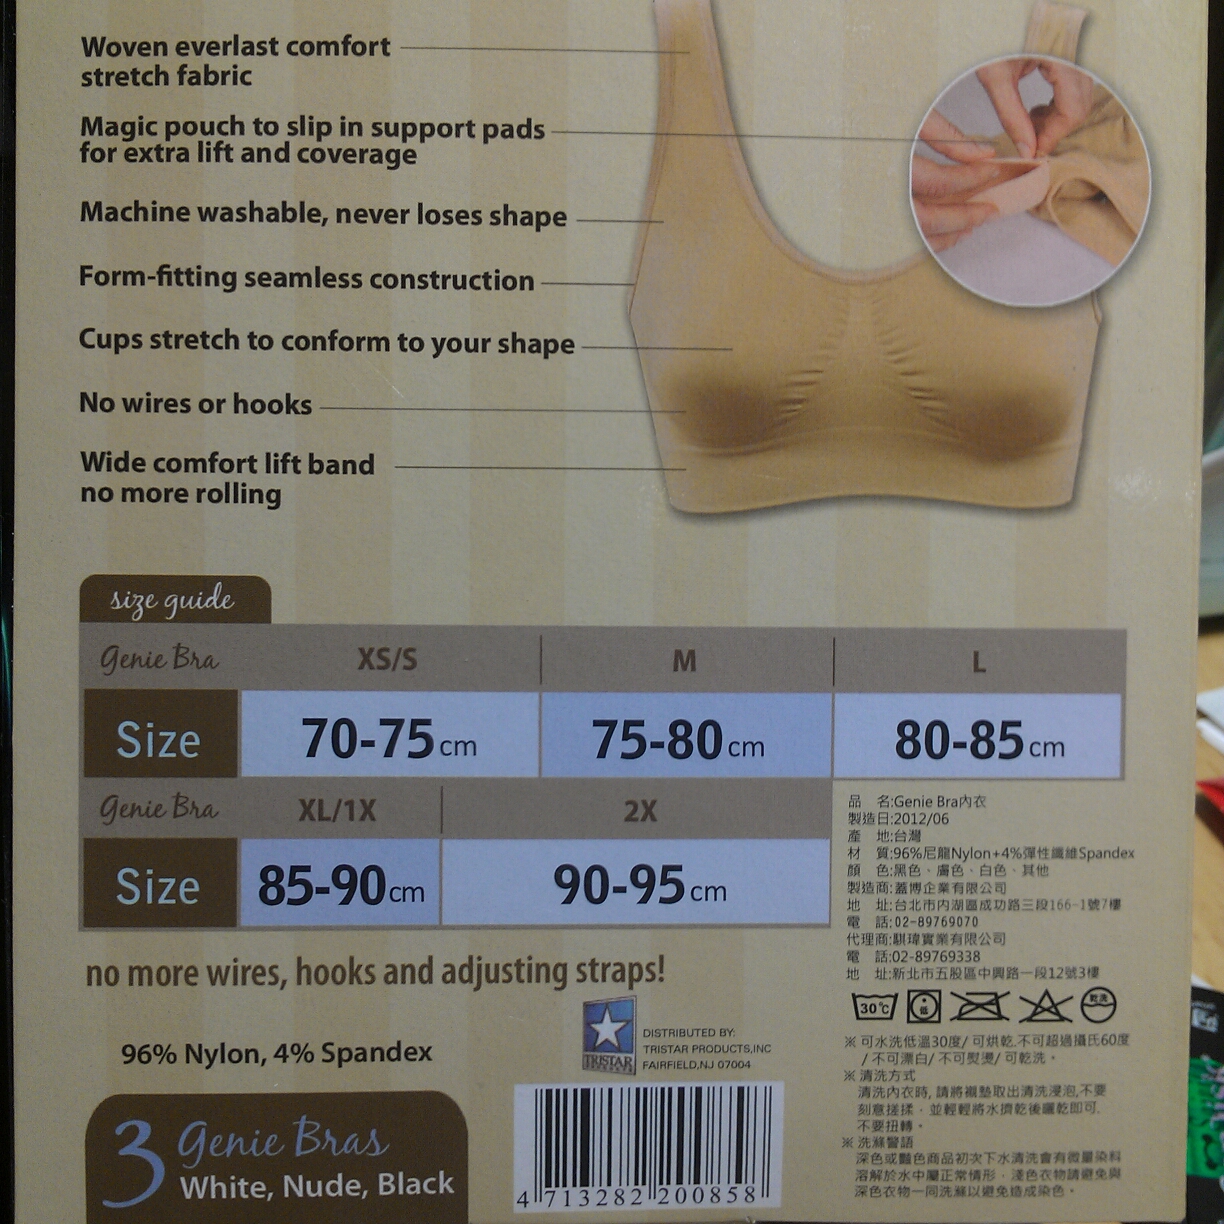 Woven everlast comfort
stretch fabric
Magic pouch to slip in support pads
for extra lift and coverage
Machine washable, never loses shape
Form-fitting seamless construction
Cups stretch to conform to your shape
No wires or hooks
Wide comfort lift band
no more rolling
size guide
Genie Bra XS/S M L
Size 70-75cm 75-80cm 80-85cm
Genie Bra XL/1X 2X
Size 85-90cm 90-95cm
no more wires, hooks and adjusting straps!
96% Nylon, 4% Spandex
TRISTAR
DISTRIBUTED BY:
TRISTAR PRODUCTS,INC
FAIRFIELD,NJ 07004
3 Genie Bras
White, Nude, Black
4 713282 200858
品 名:Genie Bra內衣
製造日:2012/06
產 地:台灣
材 質:96%尼龍Nylon+4%彈性纖維Spandex
顏 色:黑色、膚色、白色、其他
製造商:蓋博企業有限公司
地 址:台北市內湖區成功路三段166-1號7樓
電 話:02-89769070
代理商:騏瑋實業有限公司
電 話:02-89769338
地 址:新北市五股區中興路一段12號3樓
30°C 低 乾洗
※ 可水洗低溫30度/ 可烘乾.不可超過攝氏60度
/ 不可漂白/ 不可熨燙/ 可乾洗。
※ 清洗方式
清洗內衣時, 請將襯墊取出清洗浸泡,不要
刻意搓揉，並輕輕將水擠乾後曬乾即可.
不要扭轉。
※ 洗滌警語
深色或豔色商品初次下水清洗會有微量染料
溶解於水中屬正常情形，淺色衣物請避免與
深色衣物一同洗滌以避免造成染色。